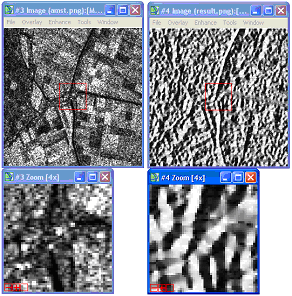 #3 Image (amst.png):[M...
File Overlay Enhance Tools Window
#4 Image (result.png):[...
File Overlay Enhance Tools Window
#3 Zoom [4x]
#4 Zoom [4x]